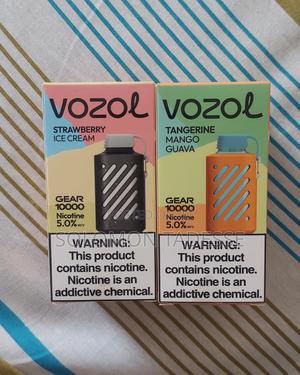 VOZOL
STRAWBERRY
ICE CREAM
GEAR
10000
Nicotine
5.0%
WARNING:
This product
contains nicotine.
Nicotine is an
addictive chemical.
VOZOL
TANGERINE
MANGO
GUAVA
GEAR
10000
Nicotine
5.0%
WARNING:
This product
contains nicotine.
Nicotine is an
addictive chemical.
SOLOMON TADESSE